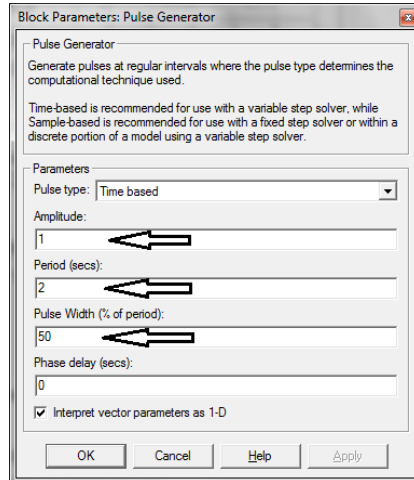 Block Parameters: Pulse Generator
Pulse Generator
Generate pulses at regular intervals where the pulse type determines the
computational technique used.
Time-based is recommended for use with a variable step solver, while
Sample-based is recommended for use with a fixed step solver or within a
discrete portion of a model using a variable step solver.
Parameters
Pulse type: Time based
Amplitude:
1
Period (secs):
2
Pulse Width (% of period):
50
Phase delay (secs):
0
Interpret vector parameters as 1-D
OK Cancel Help Apply